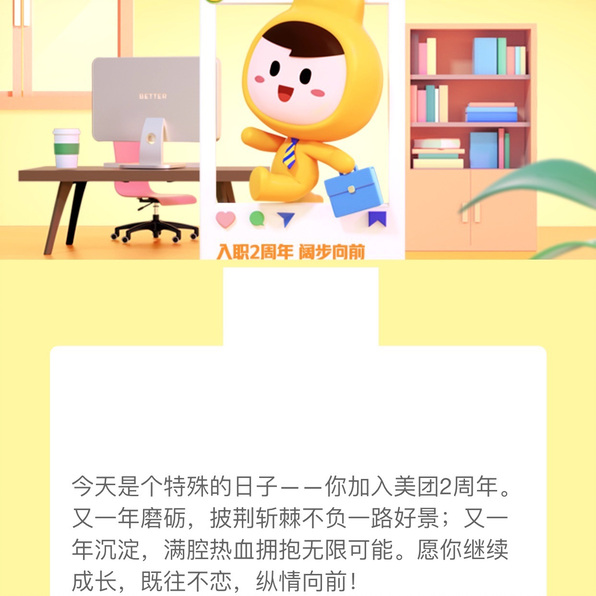 BETTER
入职2周年 阔步向前
今天是个特殊的日子——你加入美团2周年。
又一年磨砺，披荆斩棘不负一路好景；又一
年沉淀，满腔热血拥抱无限可能。愿你继续
成长，既往不恋，纵情向前！